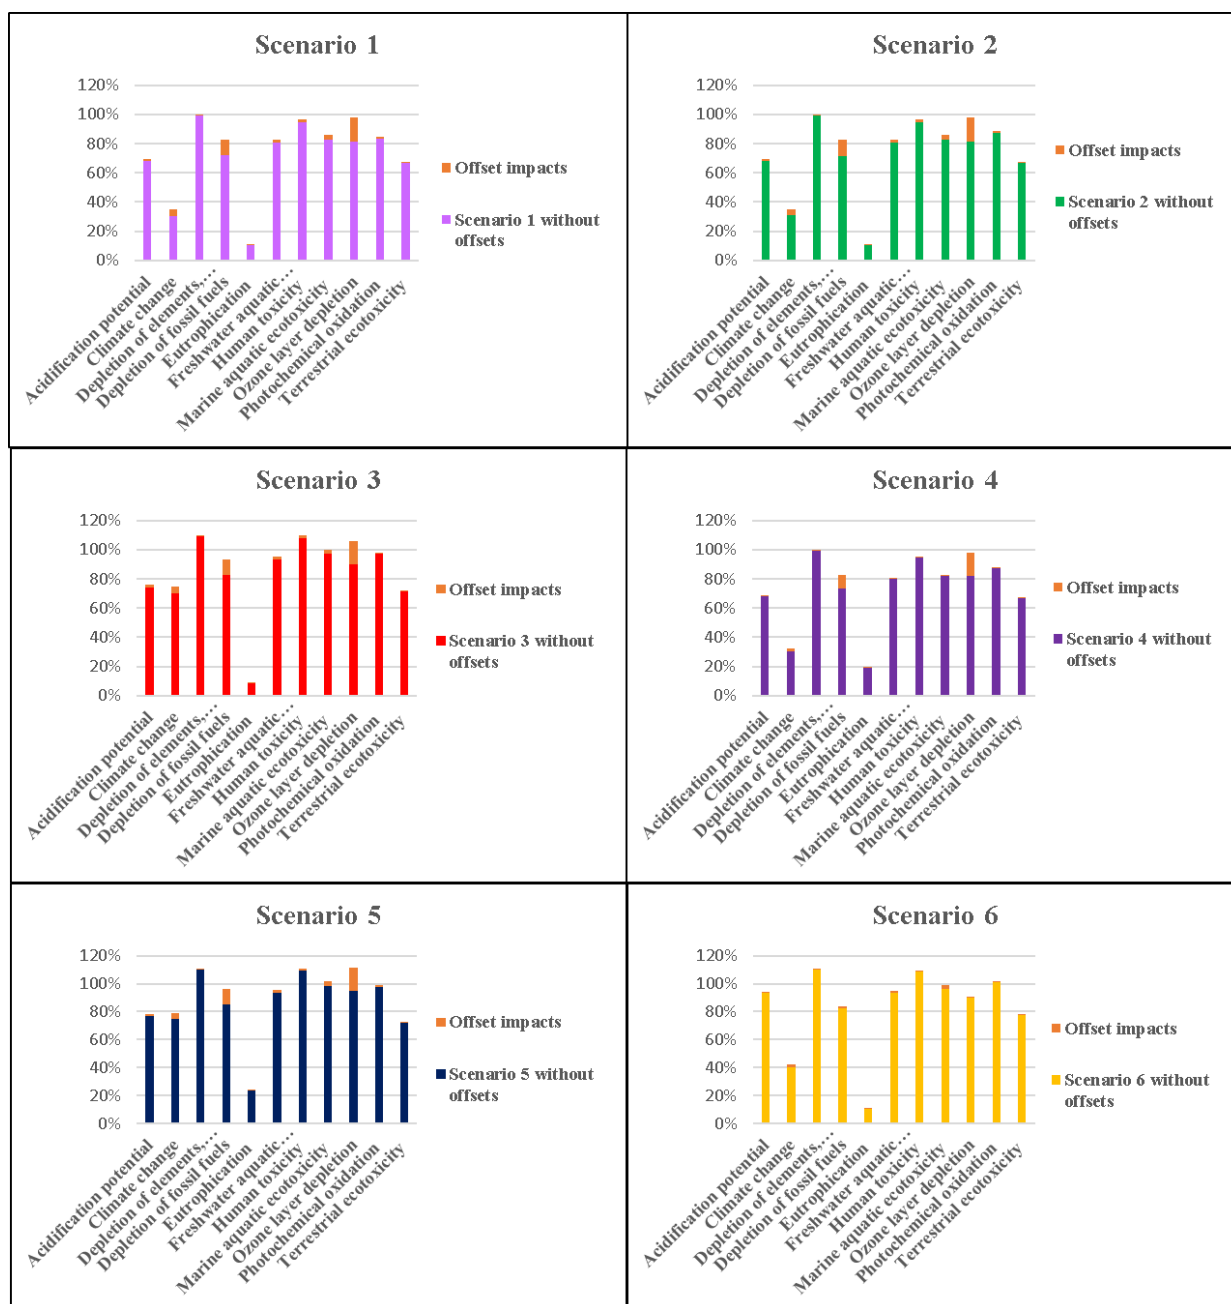 Scenario 1
120%
100%
80%
60%
40%
20%
0%
Acidification potential
Climate change
Depletion of elements,…
Depletion of fossil fuels
Eutrophication
Freshwater aquatic…
Human toxicity
Marine aquatic ecotoxicity
Ozone layer depletion
Photochemical oxidation
Terrestrial ecotoxicity
Offset impacts
Scenario 1 without
offsets
Scenario 2
120%
100%
80%
60%
40%
20%
0%
Acidification potential
Climate change
Depletion of elements,…
Depletion of fossil fuels
Eutrophication
Freshwater aquatic…
Human toxicity
Marine aquatic ecotoxicity
Ozone layer depletion
Photochemical oxidation
Terrestrial ecotoxicity
Offset impacts
Scenario 2 without
offsets
Scenario 3
120%
100%
80%
60%
40%
20%
0%
Acidification potential
Climate change
Depletion of elements,…
Depletion of fossil fuels
Eutrophication
Freshwater aquatic…
Human toxicity
Marine aquatic ecotoxicity
Ozone layer depletion
Photochemical oxidation
Terrestrial ecotoxicity
Offset impacts
Scenario 3 without
offsets
Scenario 4
120%
100%
80%
60%
40%
20%
0%
Acidification potential
Climate change
Depletion of elements,…
Depletion of fossil fuels
Eutrophication
Freshwater aquatic…
Human toxicity
Marine aquatic ecotoxicity
Ozone layer depletion
Photochemical oxidation
Terrestrial ecotoxicity
Offset impacts
Scenario 4 without
offsets
Scenario 5
120%
100%
80%
60%
40%
20%
0%
Acidification potential
Climate change
Depletion of elements,…
Depletion of fossil fuels
Eutrophication
Freshwater aquatic…
Human toxicity
Marine aquatic ecotoxicity
Ozone layer depletion
Photochemical oxidation
Terrestrial ecotoxicity
Offset impacts
Scenario 5 without
offsets
Scenario 6
120%
100%
80%
60%
40%
20%
0%
Acidification potential
Climate change
Depletion of elements,…
Depletion of fossil fuels
Eutrophication
Freshwater aquatic…
Human toxicity
Marine aquatic ecotoxicity
Ozone layer depletion
Photochemical oxidation
Terrestrial ecotoxicity
Offset impacts
Scenario 6 without
offsets